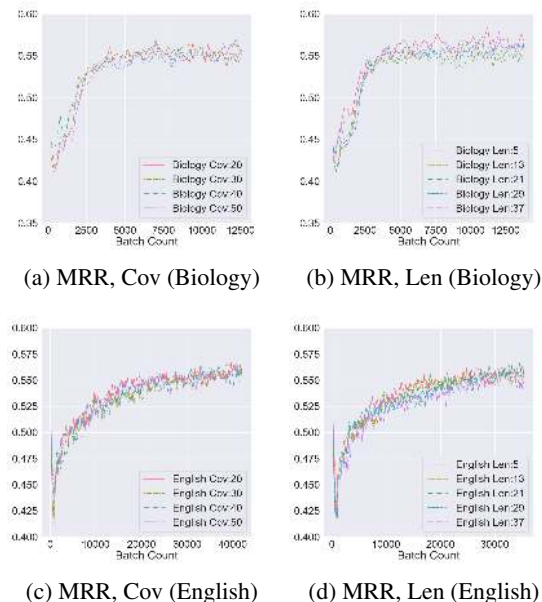 0.60 0.60
0.55 0.55
0.50 0.50
0.45 0.45
0.40 0.40
0.35 0.35
Biology Cov:20
Biology Cov:30
Biology Cov:40
Biology Cov:50
Biology Len:5
Biology Len:13
Biology Len:21
Biology Len:29
Biology Len:37
0 2500 5000 7500 10000 12500 0 2500 5000 7500 10000 12500
Batch Count Batch Count
(a) MRR, Cov (Biology) (b) MRR, Len (Biology)
0.600 0.600
0.575 0.575
0.550 0.550
0.525 0.525
0.500 0.500
0.475 0.475
0.450 0.450
0.425 0.425
0.400 0.400
English Cov:20
English Cov:30
English Cov:40
English Cov:50
English Len:5
English Len:13
English Len:21
English Len:29
English Len:37
0 10000 20000 30000 40000 0 10000 20000 30000
Batch Count Batch Count
(c) MRR, Cov (English) (d) MRR, Len (English)